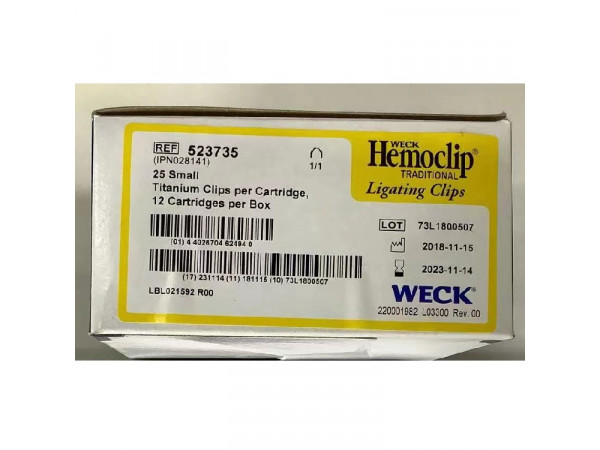 REF 523735
(IPN028141)
1/1
25 Small
Titanium Clips per Cartridge,
12 Cartridges per Box
(01) 4 4026704 62494 0
(17) 231114 (11) 181115 (10) 73L1800507
LBL021592 R00
WECK
Hemoclip®
TRADITIONAL
Ligating Clips
LOT 73L1800507
2018-11-15
2023-11-14
WECK®
220001982 L03300 Rev. 00